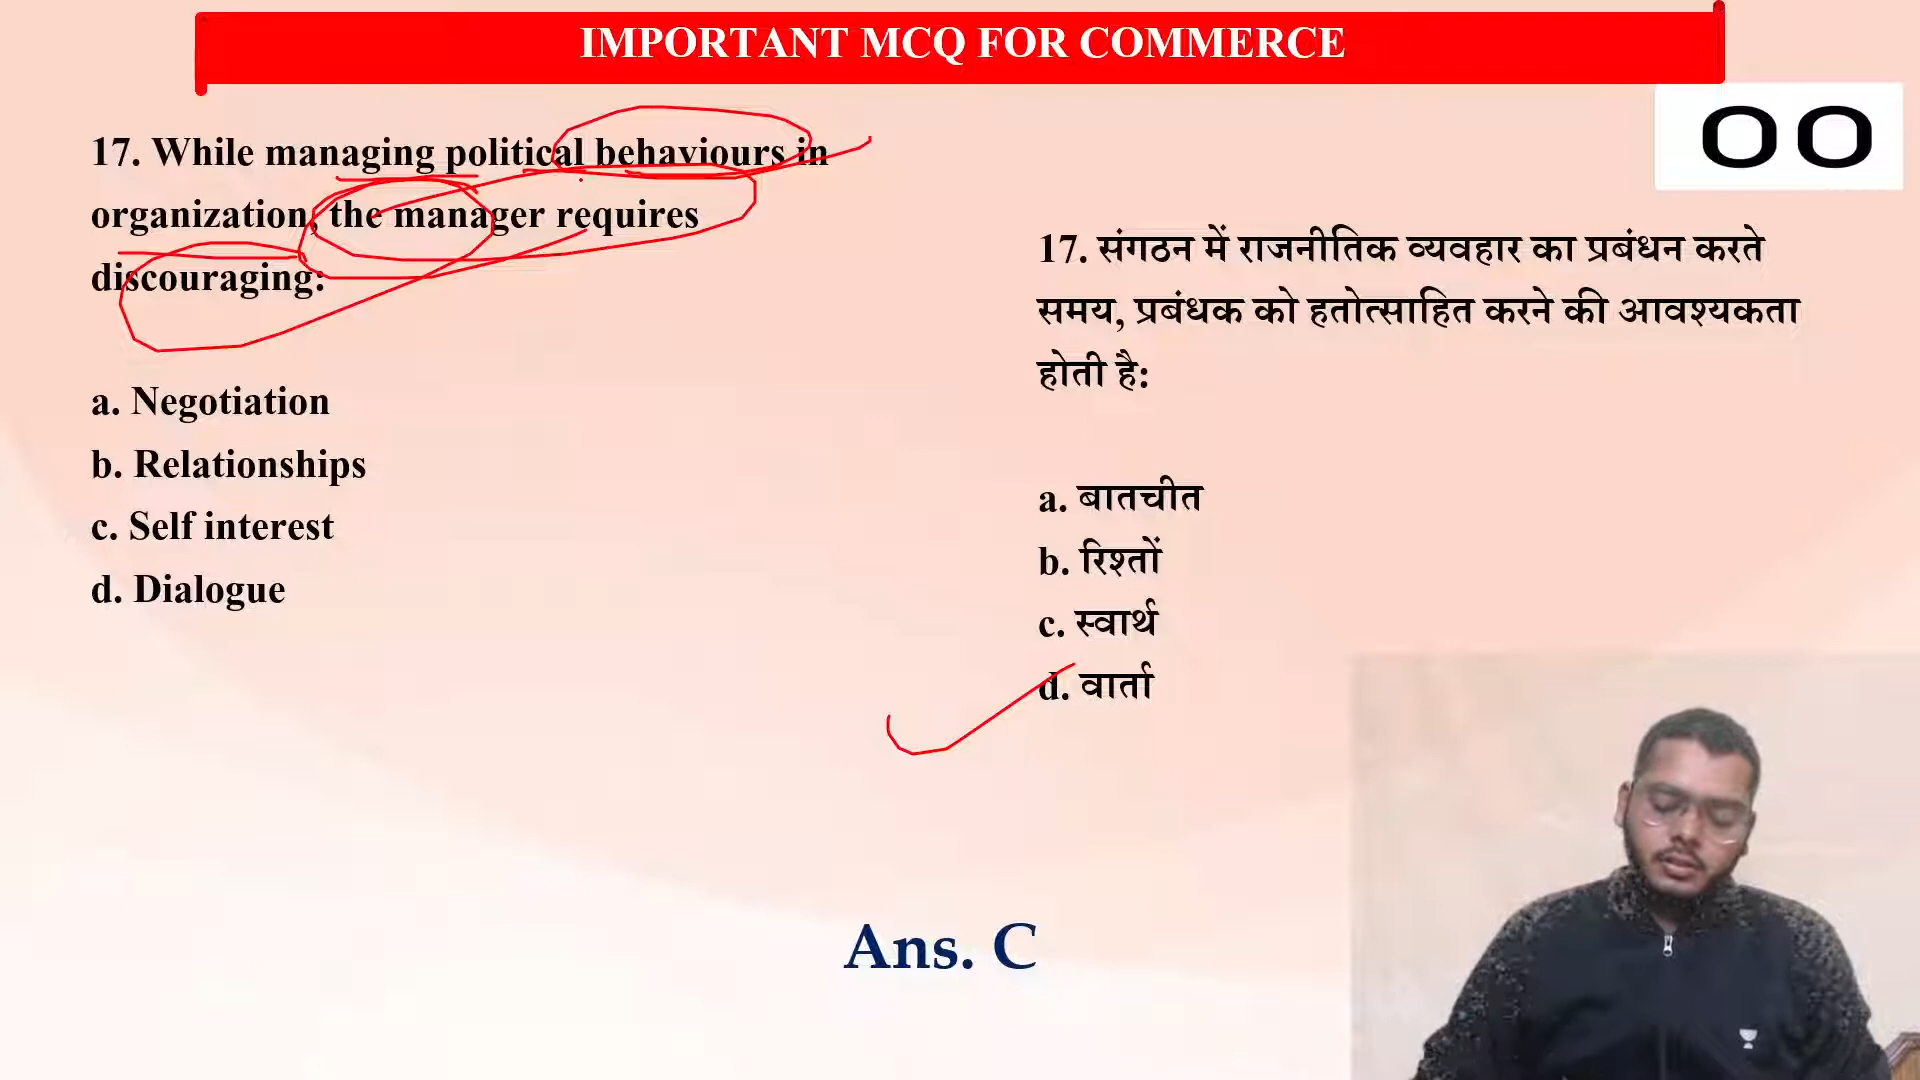 IMPORTANT MCQ FOR COMMERCE
00
17. While managing political behaviours in
organization, the manager requires
discouraging:
a. Negotiation
b. Relationships
c. Self interest
d. Dialogue
17. संगठन में राजनीतिक व्यवहार का प्रबंधन करते
समय, प्रबंधक को हतोत्साहित करने की आवश्यकता
होती है:
a. बातचीत
b. रिश्तों
c. स्वार्थ
d. वार्ता
Ans. C